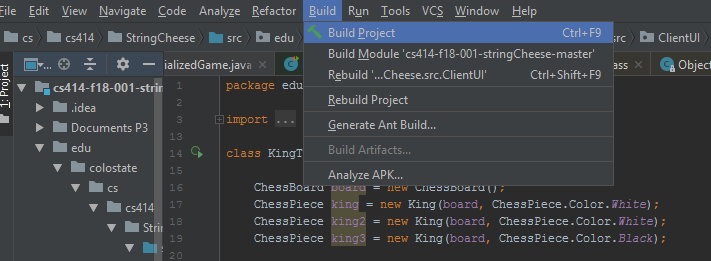 File Edit View Navigate Code Analyze Refactor Build Run Tools VCS Window Help
cs cs414 StringCheese src edu ClientUI
Build Project Ctrl+F9
Build Module 'cs414-f18-001-stringCheese-master'
Rebuild '...Cheese.src.ClientUI' Ctrl+Shift+F9
Rebuild Project
Generate Ant Build...
Build Artifacts...
Analyze APK...
1: Project
cs414-f18-001-strin
.idea
Documents P3
edu
colostate
cs
cs414
Strin
s
ializedGame.java
ass Object
1 package edu
2
3 import ...
13
14 class KingT
16 ChessBoard board = new ChessBoard();
17 ChessPiece king = new King(board, ChessPiece.Color.White);
18 ChessPiece king2 = new King(board, ChessPiece.Color.White);
19 ChessPiece king3 = new King(board, ChessPiece.Color.Black);
20